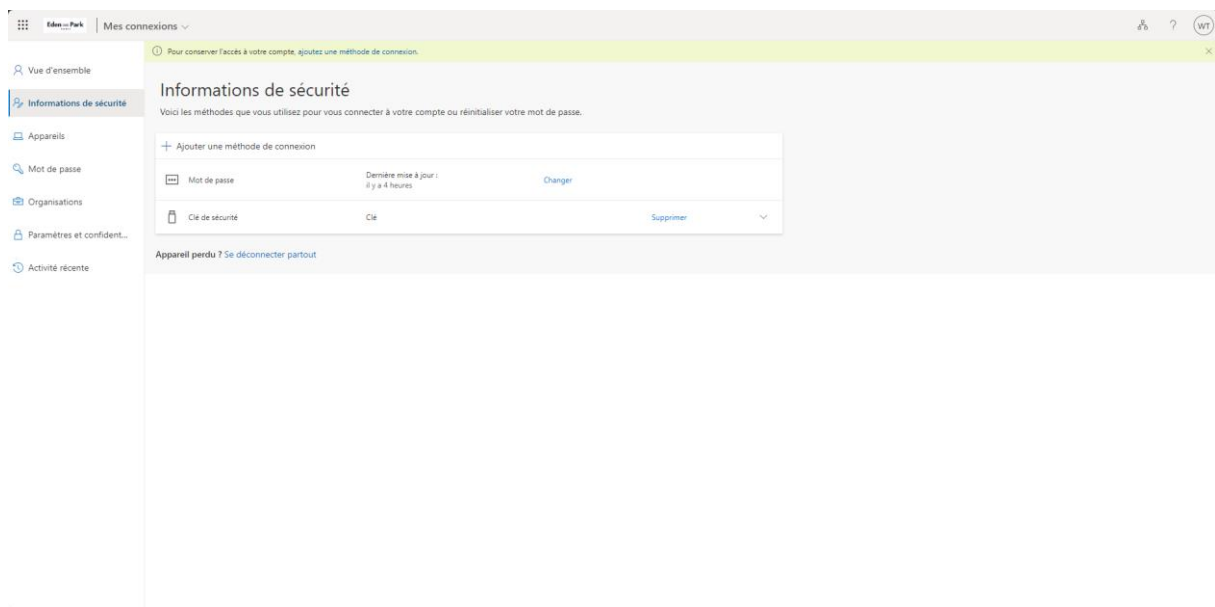 Eden Park
Mes connexions
?
WT
Pour conserver l'accès à votre compte, ajoutez une méthode de connexion.
Vue d'ensemble
Informations de sécurité
Appareils
Mot de passe
Organisations
Paramètres et confident...
Activité récente
Informations de sécurité
Voici les méthodes que vous utilisez pour vous connecter à votre compte ou réinitialiser votre mot de passe.
+ Ajouter une méthode de connexion
Mot de passe
Dernière mise à jour :
il y a 4 heures
Changer
Clé de sécurité
Clé
Supprimer
Appareil perdu ? Se déconnecter partout